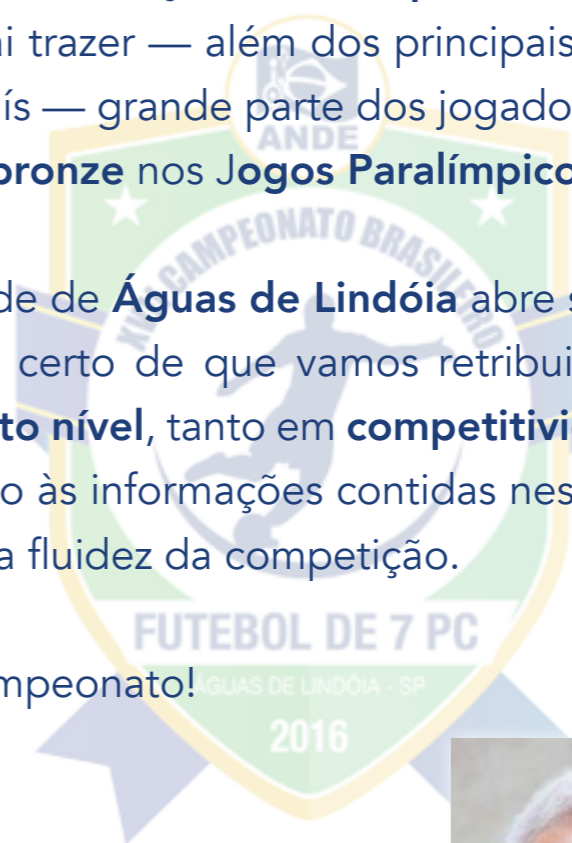 i trazer — além dos principais
ís — grande parte dos jogado
bronze nos Jogos Paralímpico
de de Águas de Lindóia abre s
certo de que vamos retribui
to nível, tanto em competitivi
o às informações contidas nes
a fluidez da competição.
mpeonato!
ANDE
CAMPEONATO BRASILEIRO
FUTEBOL DE 7 PC
ÁGUAS DE LINDÓIA - SP
2016